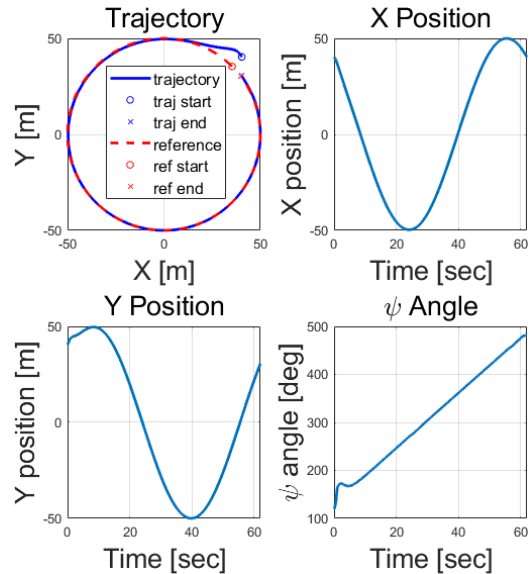 Trajectory
50
0
-50
Y [m]
-50
0
50
X [m]
trajectory
traj start
traj end
reference
ref start
ref end
X Position
50
0
-50
X position [m]
0
20
40
60
Time [sec]
Y Position
50
0
-50
Y position [m]
0
20
40
60
Time [sec]
ψ Angle
500
400
300
200
100
ψ angle [deg]
0
20
40
60
Time [sec]